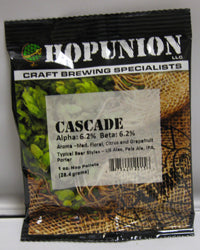 HOPUNION
LLC
CRAFT BREWING SPECIALISTS
CASCADE
Alpha: 6.2% Beta: 6.2%
Aroma - Med. Floral, Citrus and Grapefruit
Typical Beer Styles - US Ales, Pale Ale, IPA,
Porter
1 oz. Hop Pellets
(28.4 grams)